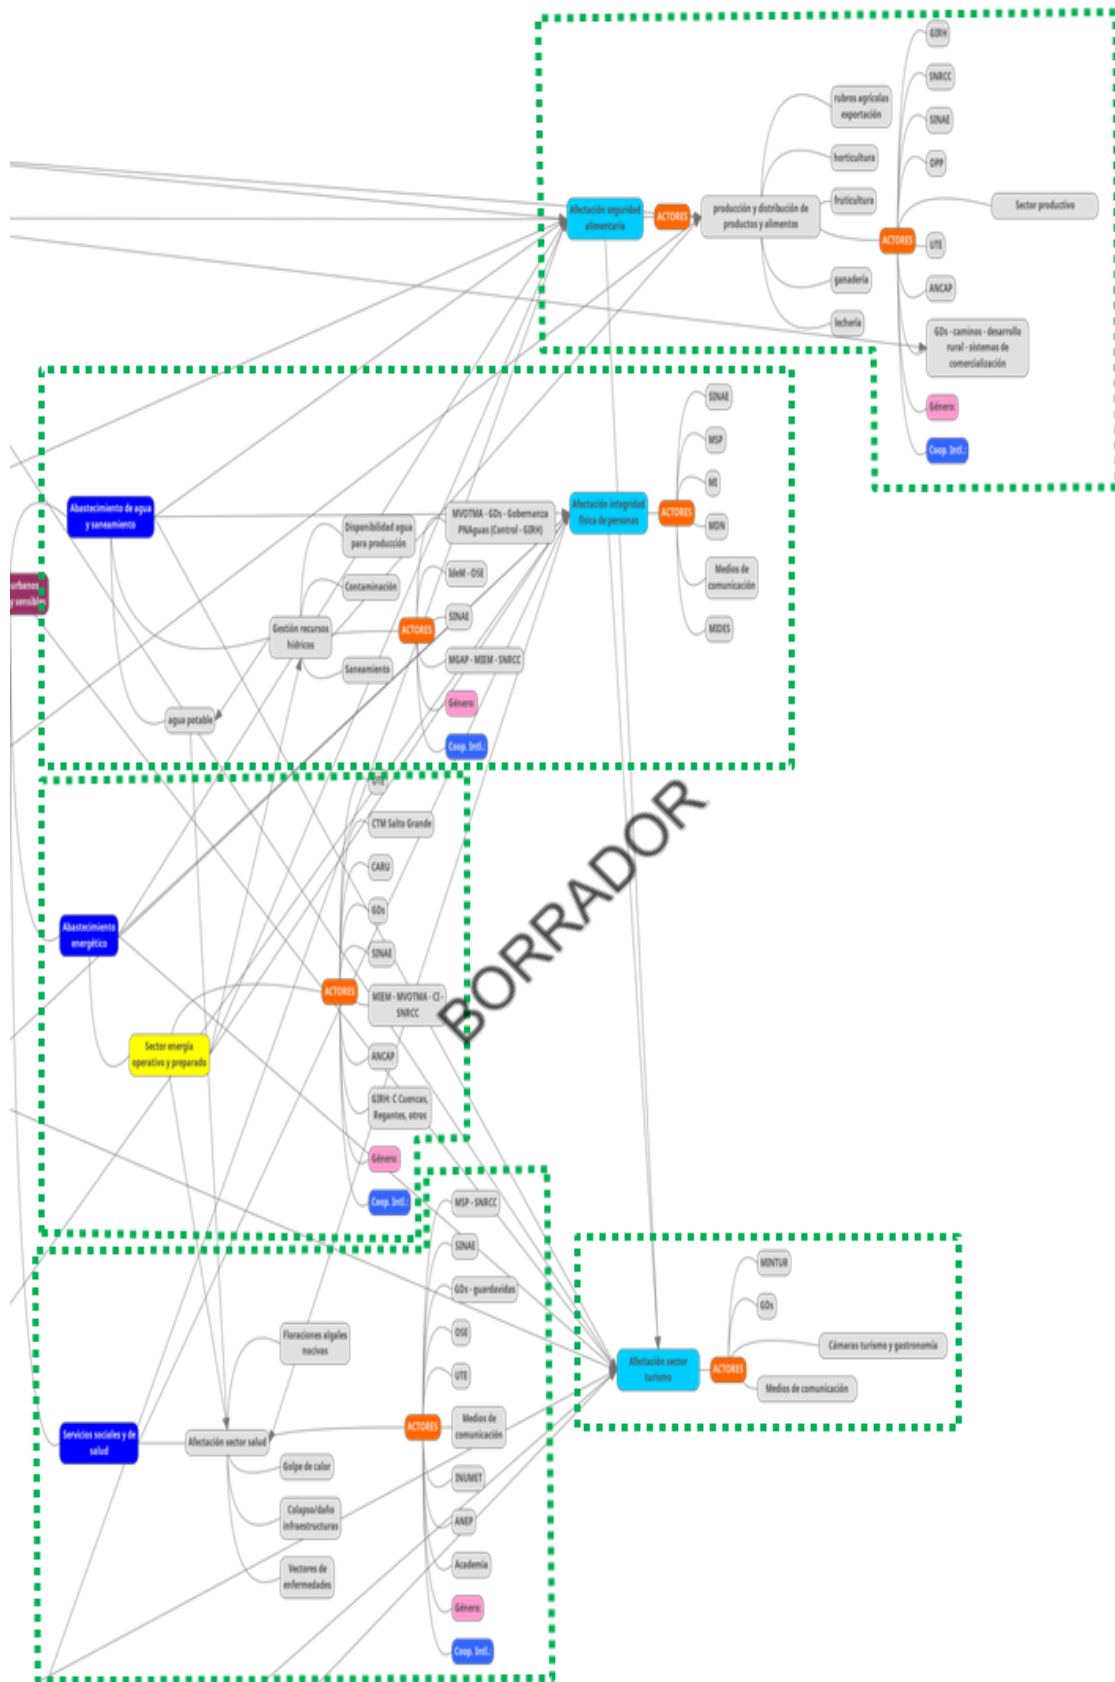 GIRH
SNRCC
SINAE
OPP
Sector productivo
UTE
ANCAP
GDs - caminos - desarrollo
rural - sistemas de
comercialización
Género:
Coop. Intl.:
ACTORES
rubros agrícolas
exportación
horticultura
fruticultura
ganadería
lechería
producción y distribución de
productos y alimentos
ACTORES
Afectación seguridad
alimentaria
SINAE
MSP
MI
MDN
Medios de
comunicación
MIDES
ACTORES
Afectación integridad
física de personas
Abastecimiento de agua
y saneamiento
urbanos
y sensibles
Disponibilidad agua
para producción
Contaminación
Gestión recursos
hídricos
Saneamiento
agua potable
ACTORES
MVOTMA - GDs - Gobernanza
PNAguas (Control - GIRH)
IdeM - OSE
SINAE
MGAP - MIEM - SNRCC
Género:
Coop. Intl.:
UTE
CTM Salto Grande
CARU
GDs
SINAE
MIEM - MVOTMA - CI -
SNRCC
ANCAP
GIRH: C Cuencas,
Regantes, otros
Género:
Coop. Intl.:
ACTORES
Abastecimiento
energético
Sector energía
operativo y preparado
BORRADOR
MSP - SNRCC
SINAE
GDs - guardavidas
OSE
UTE
Medios de
comunicación
INUMET
ANEP
Academia
Género:
Coop. Intl.:
ACTORES
Floraciones algales
nocivas
Afectación sector salud
Golpe de calor
Colapso/daño
infraestructuras
Vectores de
enfermedades
Servicios sociales y de
salud
Afectación sector
turismo
ACTORES
MINTUR
GDs
Cámaras turismo y gastronomía
Medios de comunicación